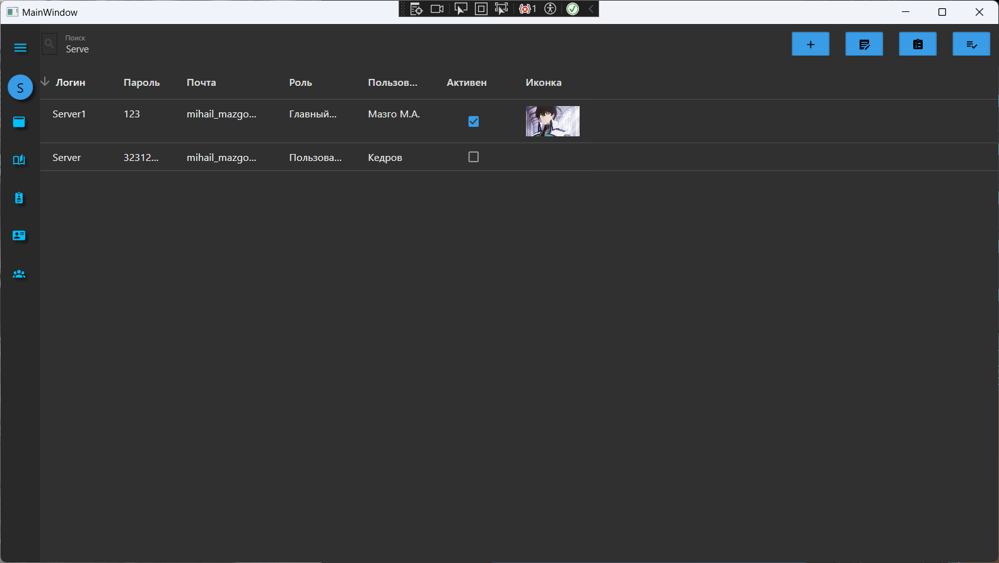 MainWindow
1
Поиск
Serve
S
Логин Пароль Почта Роль Пользов... Активен Иконка
Server1 123 mihail_mazgo... Главный... Мазго М.А.
Server 32312... mihail_mazgo... Пользова... Кедров